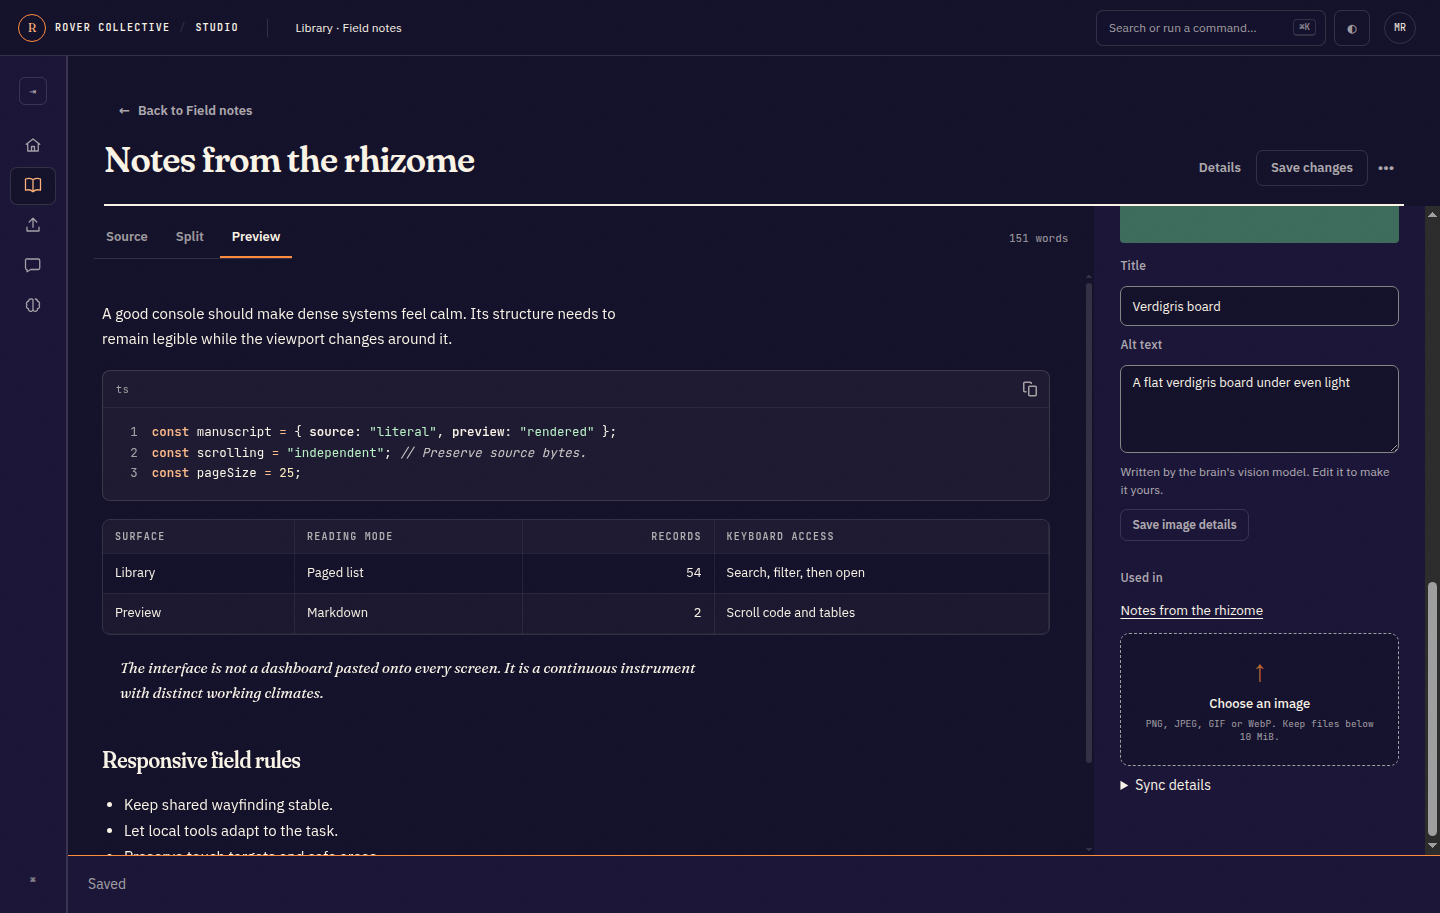 R ROVER COLLECTIVE / STUDIO
Library · Field notes
Search or run a command...
⌘K
MR
← Back to Field notes
Notes from the rhizome
Details
Save changes
•••
Source
Split
Preview
151 words
A good console should make dense systems feel calm. Its structure needs to
remain legible while the viewport changes around it.
ts
1 const manuscript = { source: "literal", preview: "rendered" };
2 const scrolling = "independent"; // Preserve source bytes.
3 const pageSize = 25;
SURFACE READING MODE RECORDS KEYBOARD ACCESS
Library Paged list 54 Search, filter, then open
Preview Markdown 2 Scroll code and tables
The interface is not a dashboard pasted onto every screen. It is a continuous instrument
with distinct working climates.
Responsive field rules
• Keep shared wayfinding stable.
• Let local tools adapt to the task.
Title
Verdigris board
Alt text
A flat verdigris board under even light
Written by the brain's vision model. Edit it to make
it yours.
Save image details
Used in
Notes from the rhizome
↑
Choose an image
PNG, JPEG, GIF or WebP. Keep files below
10 MiB.
▶ Sync details
⌘
Saved